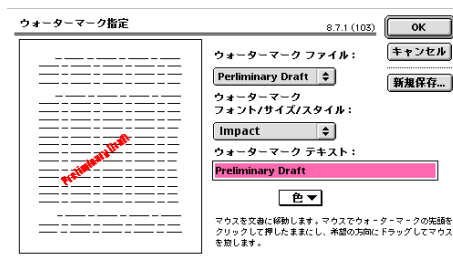 ウォーターマーク指定
8.7.1 (103)
OK
ウォーターマーク ファイル：
キャンセル
Perliminary Draft
新規保存...
ウォーターマーク
フォント/サイズ/スタイル：
Impact
ウォーターマーク テキスト：
Preliminary Draft
Preliminary Draft
色▼
マウスを文書に移動します。マウスでウォーターマークの先頭を
クリックして押したままにし、希望の方向にドラッグしてマウス
を放します。